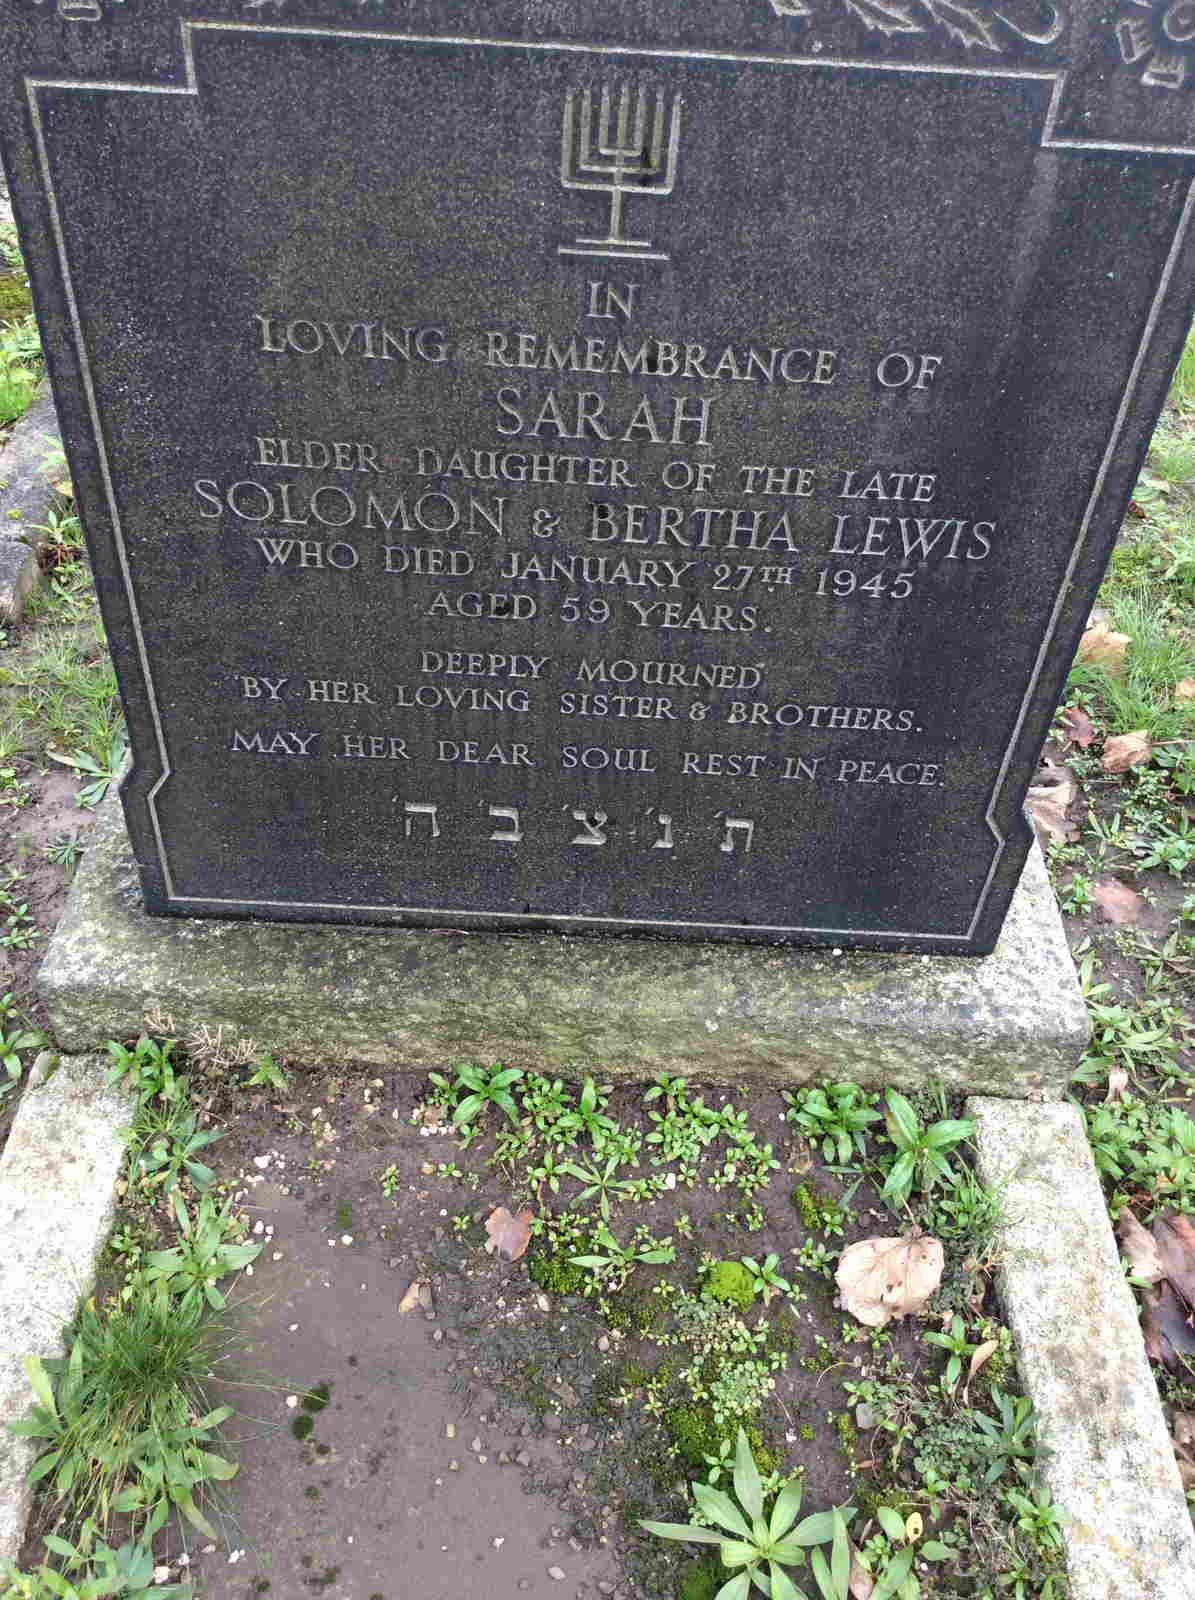 IN
LOVING REMEMBRANCE OF
SARAH
ELDER DAUGHTER OF THE LATE
SOLOMON & BERTHA LEWIS
WHO DIED JANUARY 27TH 1945
AGED 59 YEARS.
DEEPLY MOURNED
BY HER LOVING SISTER & BROTHERS.
MAY HER DEAR SOUL REST IN PEACE.
ת' נ' צ' ב' ה'